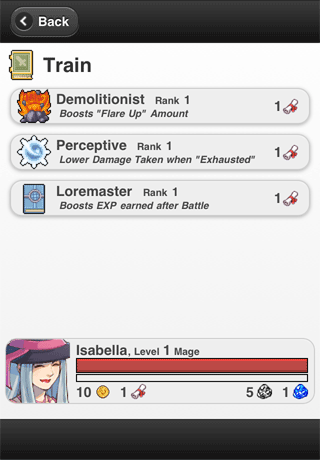 Back
Train
Demolitionist Rank 1
Boosts "Flare Up" Amount
1
Perceptive Rank 1
Lower Damage Taken when "Exhausted"
1
Loremaster Rank 1
Boosts EXP earned after Battle
1
Isabella, Level 1 Mage
10 1 5 1